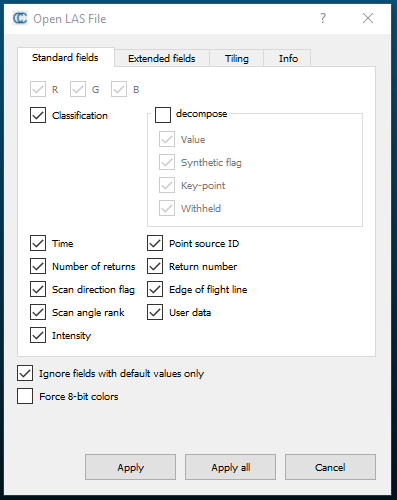 Open LAS File
Standard fields Extended fields Tiling Info
R G B
Classification decompose
Value
Synthetic flag
Key-point
Withheld
Time Point source ID
Number of returns Return number
Scan direction flag Edge of flight line
Scan angle rank User data
Intensity
Ignore fields with default values only
Force 8-bit colors
Apply Apply all Cancel